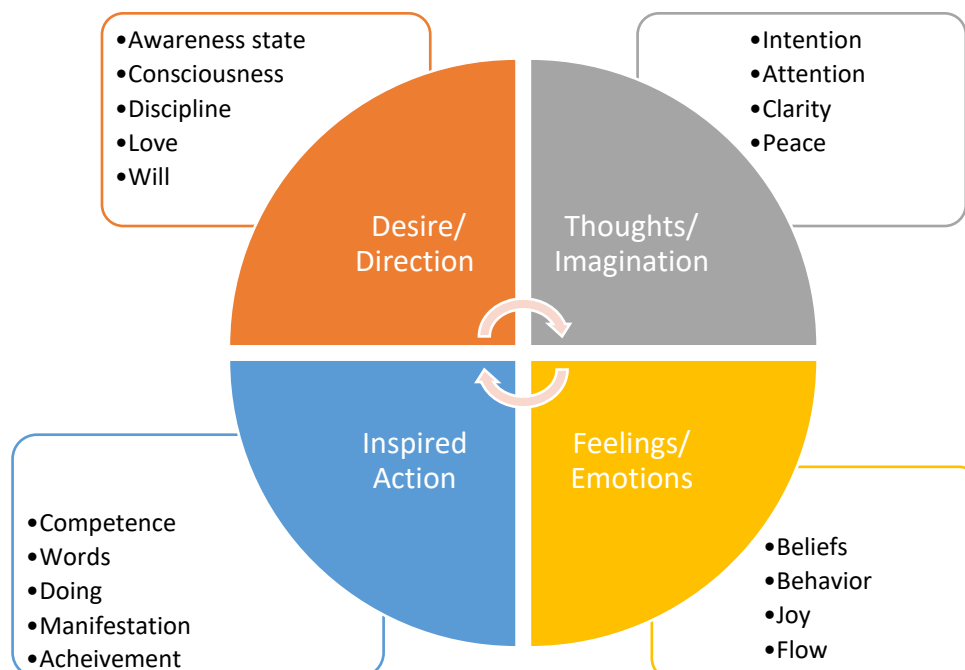 •Awareness state
•Consciousness
•Discipline
•Love
•Will
•Intention
•Attention
•Clarity
•Peace
Desire/
Direction
Thoughts/
Imagination
Inspired
Action
Feelings/
Emotions
•Competence
•Words
•Doing
•Manifestation
•Acheivement
•Beliefs
•Behavior
•Joy
•Flow